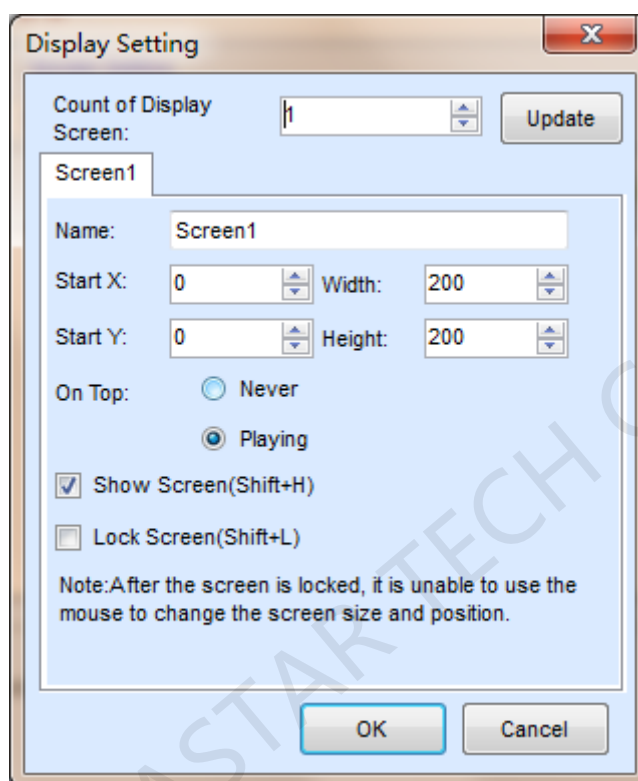 Display Setting
Count of Display
Screen:
1
Update
Screen1
Name:
Screen1
Start X:
0
Width:
200
Start Y:
0
Height:
200
On Top:
Never
Playing
Show Screen(Shift+H)
Lock Screen(Shift+L)
Note:After the screen is locked, it is unable to use the
mouse to change the screen size and position.
OK
Cancel
ASTAR TECH C